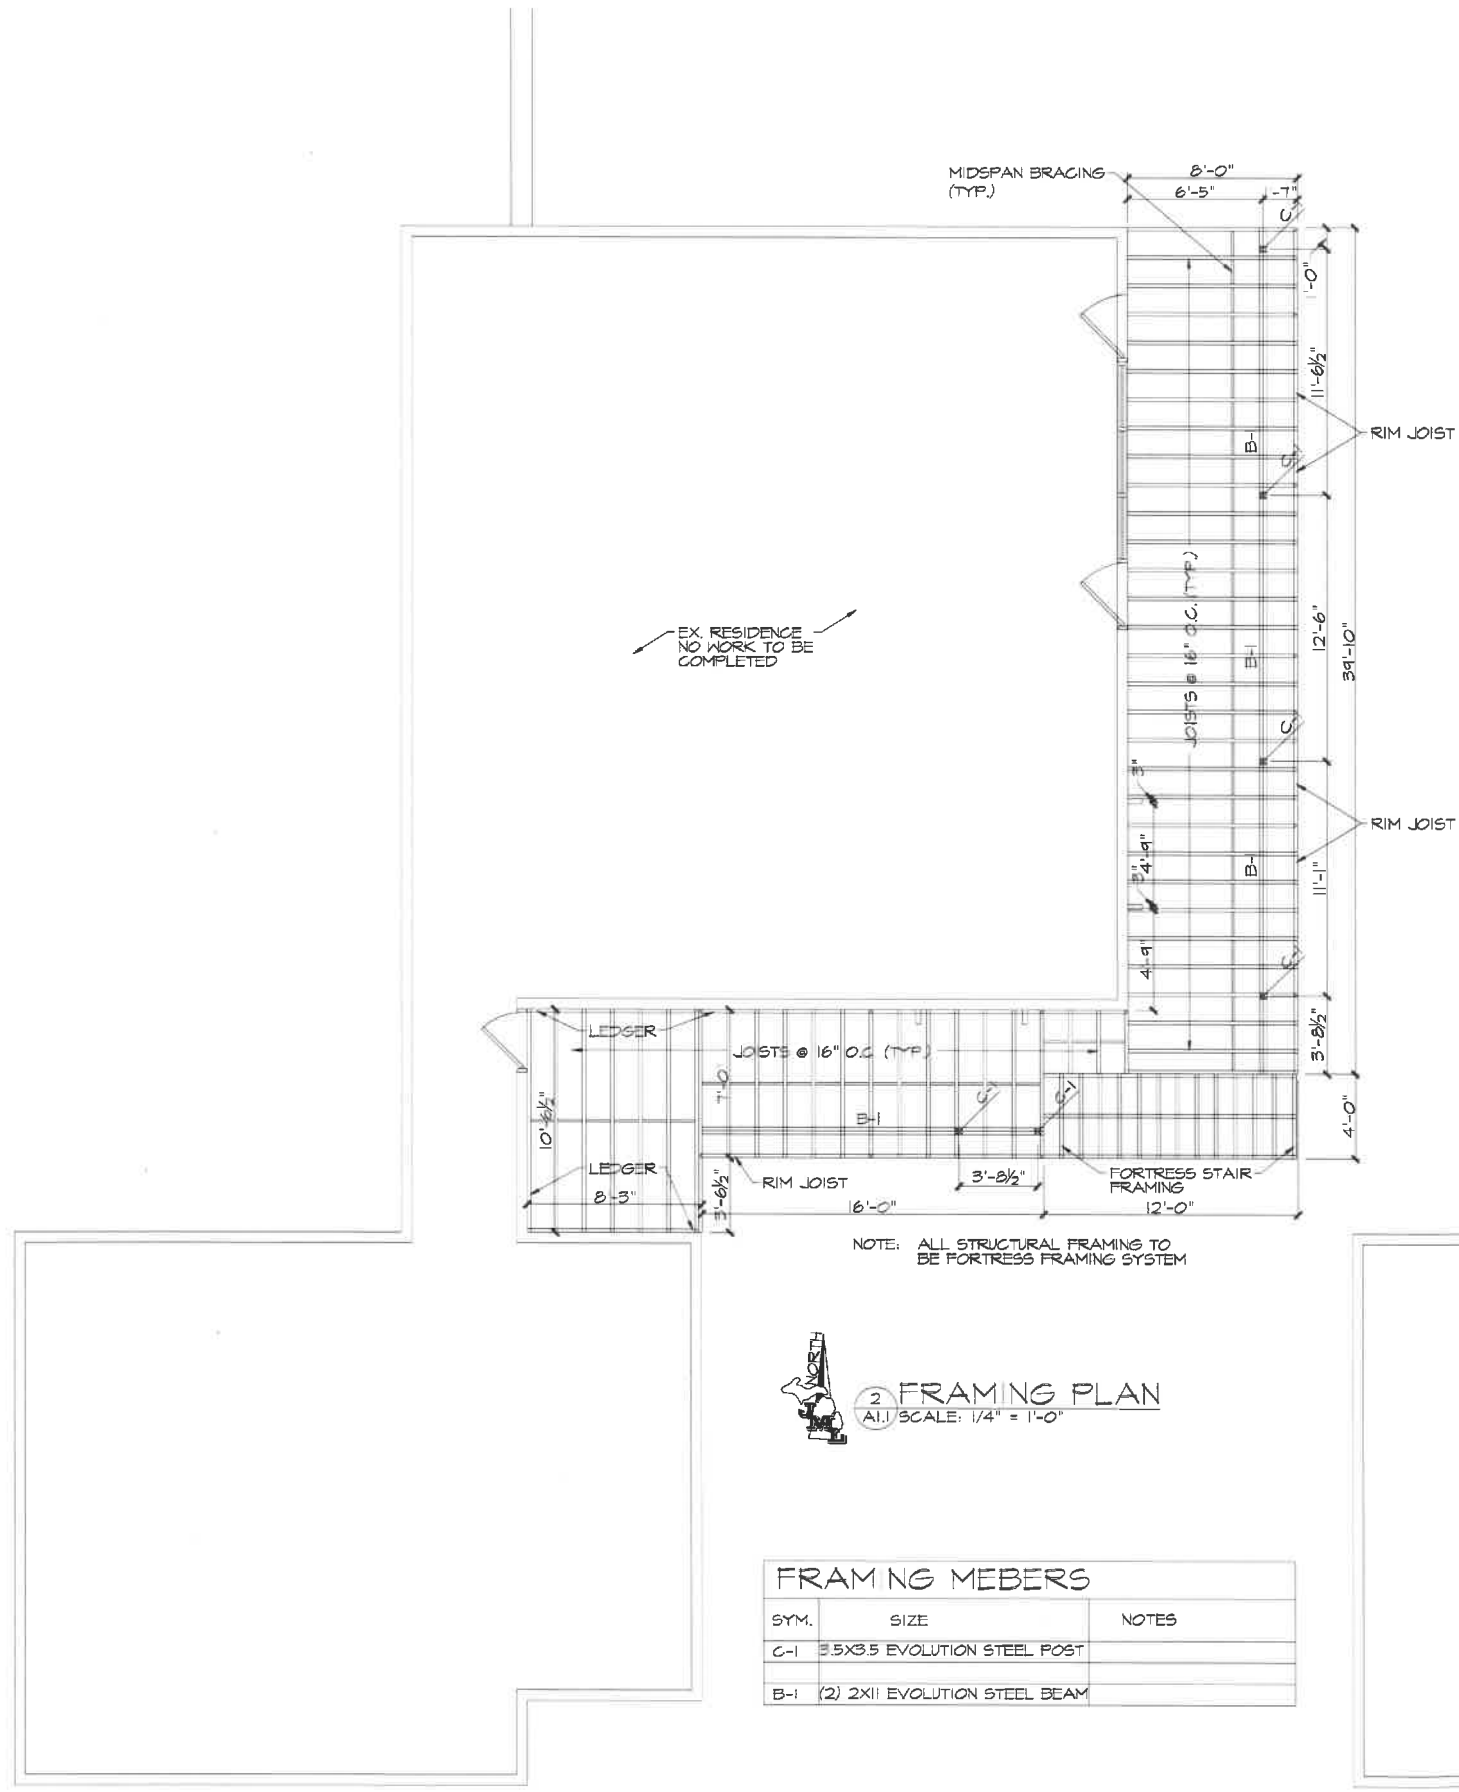 MIDSPAN BRACING
(TYP.)
8'-0"
6'-5"
-7"
C-1
1'-0"
11'-6½"
RIM JOIST
B-1
C-1
JOISTS @ 16" O.C. (TYP.)
12'-6"
39'-10"
EX. RESIDENCE
NO WORK TO BE
COMPLETED
B-1
C-1
3"
RIM JOIST
4'-9"
3"
B-1
11'-1"
4'-9"
C-1
3'-8½"
LEDGER
JOISTS @ 16" O.C. (TYP.)
7'-0"
C-1
C-1
B-1
10'-6½"
4'-0"
LEDGER
8'-3"
3'-6½"
RIM JOIST
3'-8½"
FORTRESS STAIR
FRAMING
16'-0"
12'-0"
NOTE: ALL STRUCTURAL FRAMING TO
BE FORTRESS FRAMING SYSTEM
NORTH
JME
2 FRAMING PLAN
A1.1 SCALE: 1/4" = 1'-0"
FRAMING MEBERS
SYM. SIZE NOTES
C-1 3.5X3.5 EVOLUTION STEEL POST
B-1 (2) 2X11 EVOLUTION STEEL BEAM